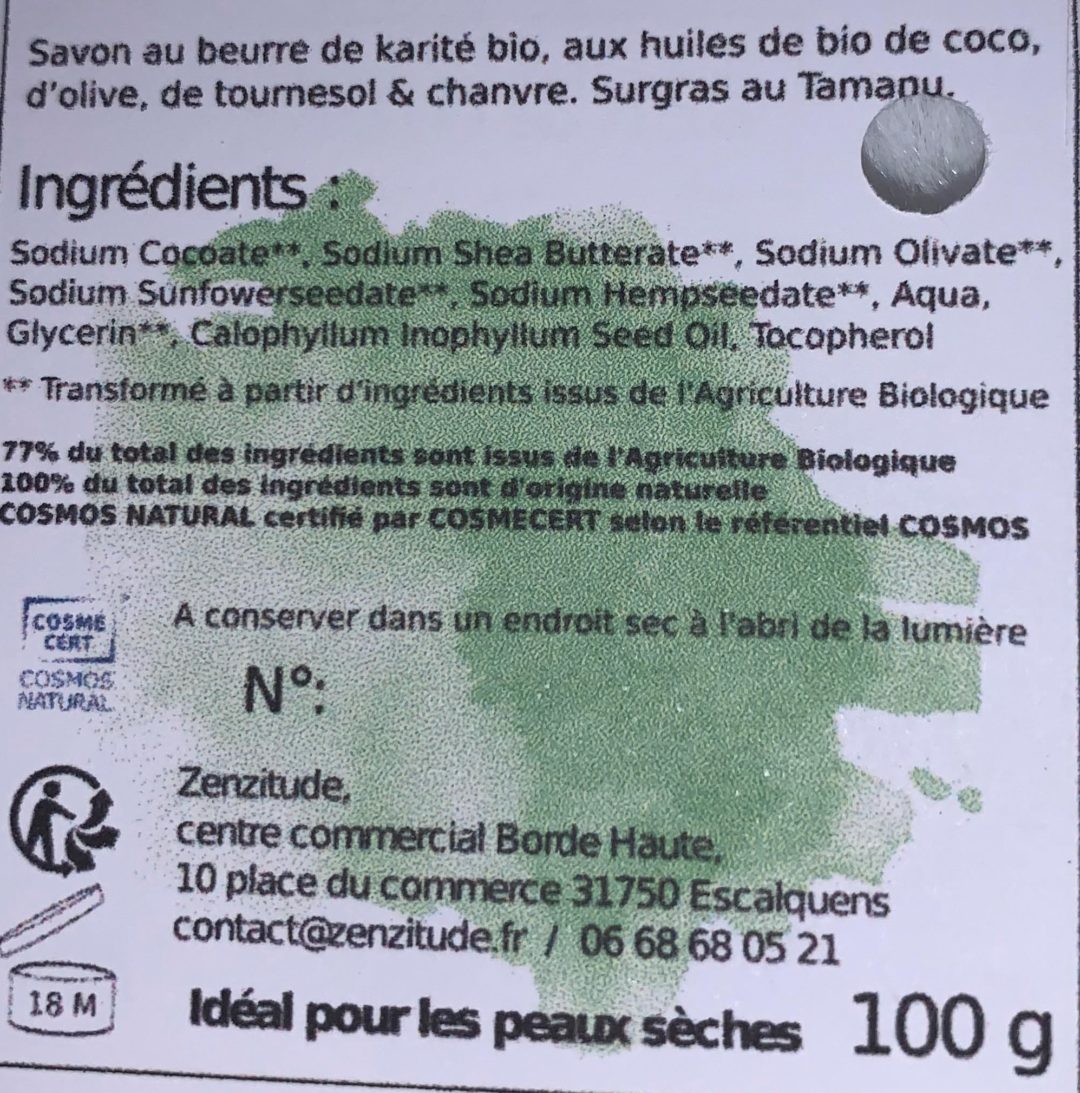 Savon au beurre de karité bio, aux huiles de bio de coco,
d'olive, de tournesol & chanvre. Surgras au Tamanu.
Ingrédients :
Sodium Cocoate**, Sodium Shea Butterate**, Sodium Olivate**,
Sodium Sunfowerseedate**, Sodium Hempseedate**, Aqua,
Glycerin**, Calophyllum Inophyllum Seed Oil, Tocopherol
** Transformé à partir d'ingrédients issus de l'Agriculture Biologique
77% du total des ingrédients sont issus de l'Agriculture Biologique
100% du total des ingrédients sont d'origine naturelle
COSMOS NATURAL certifié par COSMECERT selon le référentiel COSMOS
COSME
CERT
COSMOS
NATURAL
A conserver dans un endroit sec à l'abri de la lumière
N°:
Zenzitude,
centre commercial Borde Haute,
10 place du commerce 31750 Escalquens
contact@zenzitude.fr / 06 68 68 05 21
18 M
Idéal pour les peaux sèches 100 g